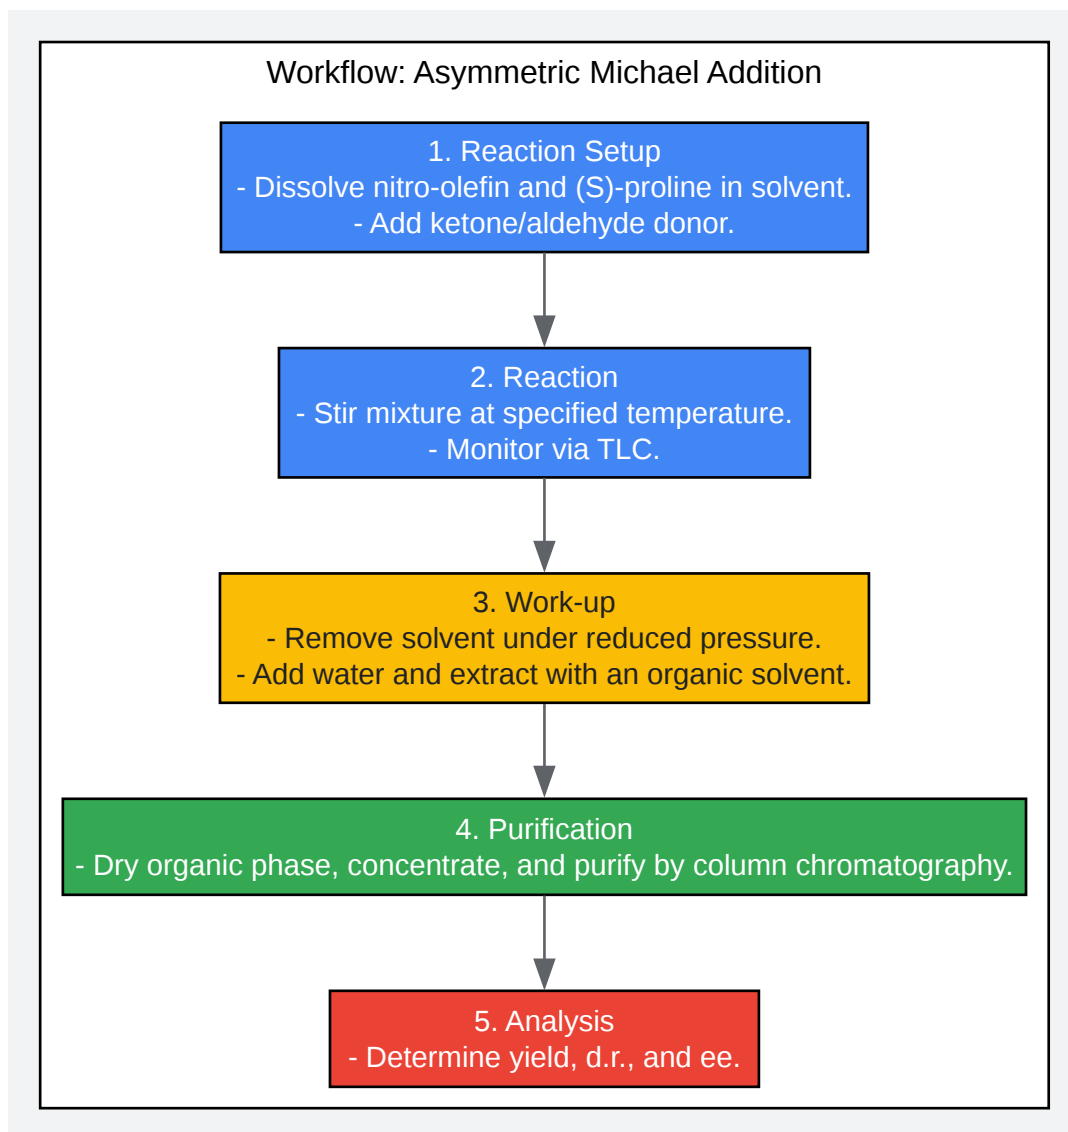 Workflow: Asymmetric Michael Addition
1. Reaction Setup
- Dissolve nitro-olefin and (S)-proline in solvent.
- Add ketone/aldehyde donor.
2. Reaction
- Stir mixture at specified temperature.
- Monitor via TLC.
3. Work-up
- Remove solvent under reduced pressure.
- Add water and extract with an organic solvent.
4. Purification
- Dry organic phase, concentrate, and purify by column chromatography.
5. Analysis
- Determine yield, d.r., and ee.